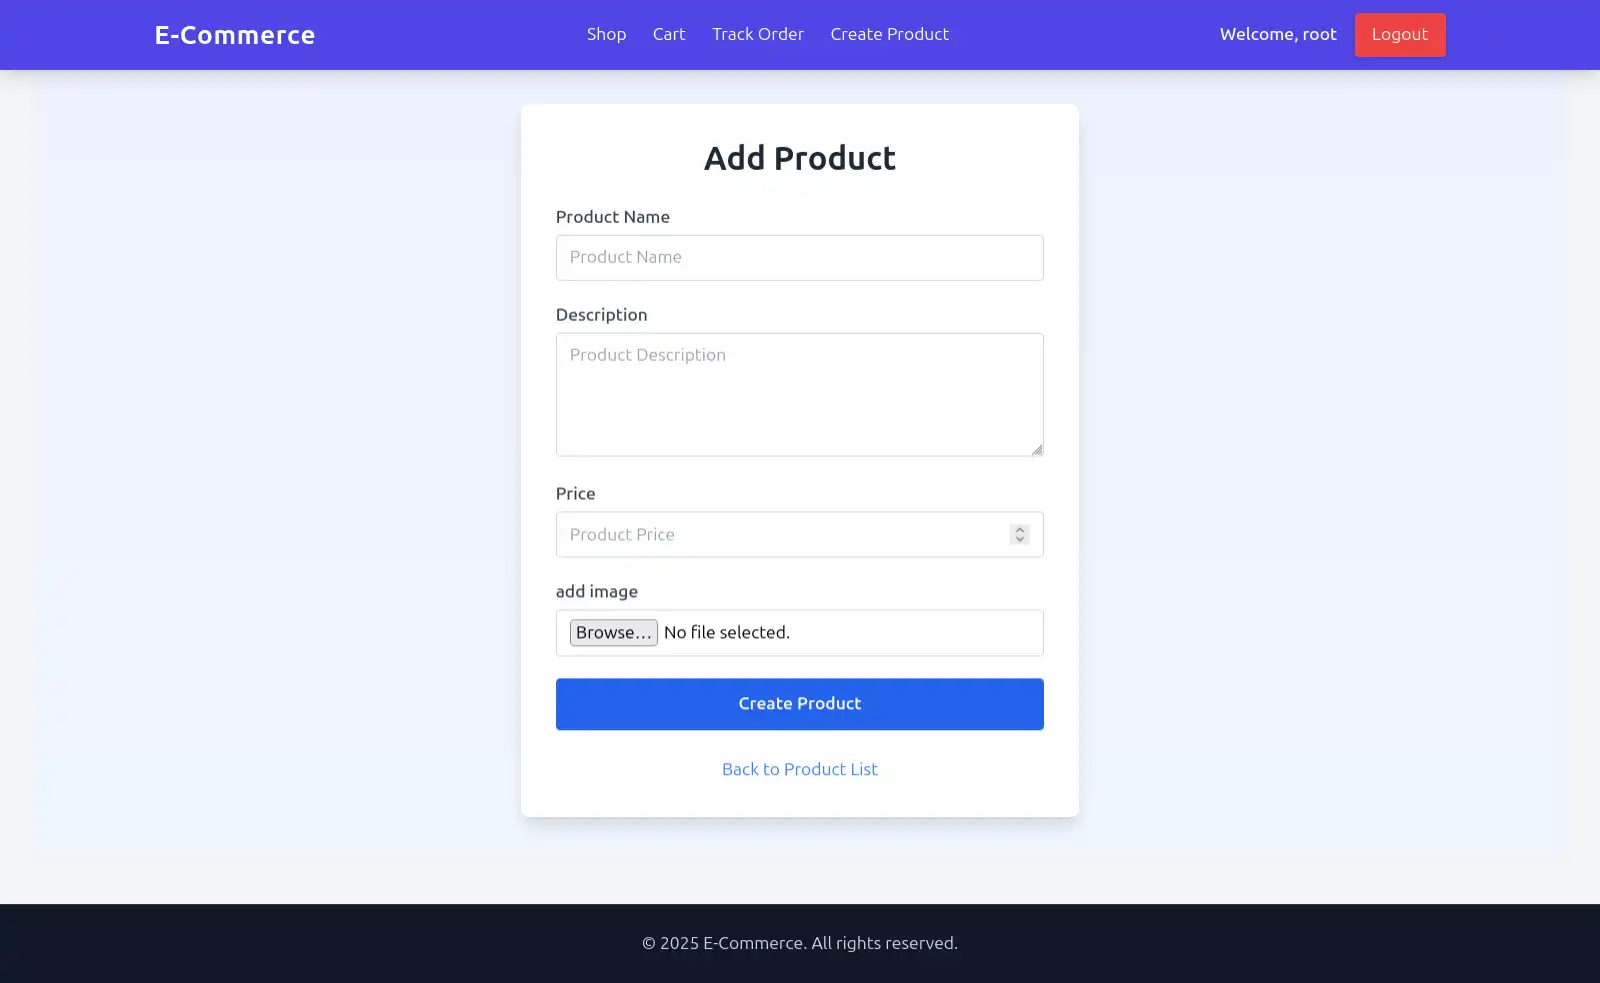 E-Commerce
Shop Cart Track Order Create Product
Welcome, root Logout
Add Product
Product Name
Product Name
Description
Product Description
Price
Product Price
add image
Browse... No file selected.
Create Product
Back to Product List
© 2025 E-Commerce. All rights reserved.